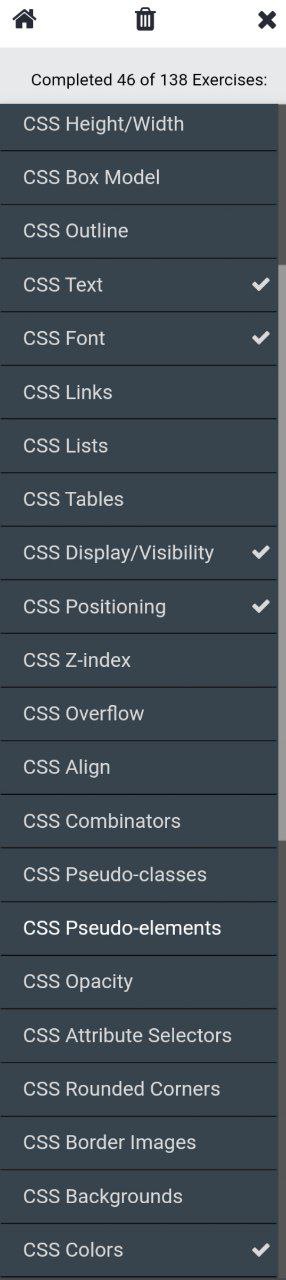 Completed 46 of 138 Exercises:
CSS Height/Width
CSS Box Model
CSS Outline
CSS Text
CSS Font
CSS Links
CSS Lists
CSS Tables
CSS Display/Visibility
CSS Positioning
CSS Z-index
CSS Overflow
CSS Align
CSS Combinators
CSS Pseudo-classes
CSS Pseudo-elements
CSS Opacity
CSS Attribute Selectors
CSS Rounded Corners
CSS Border Images
CSS Backgrounds
CSS Colors